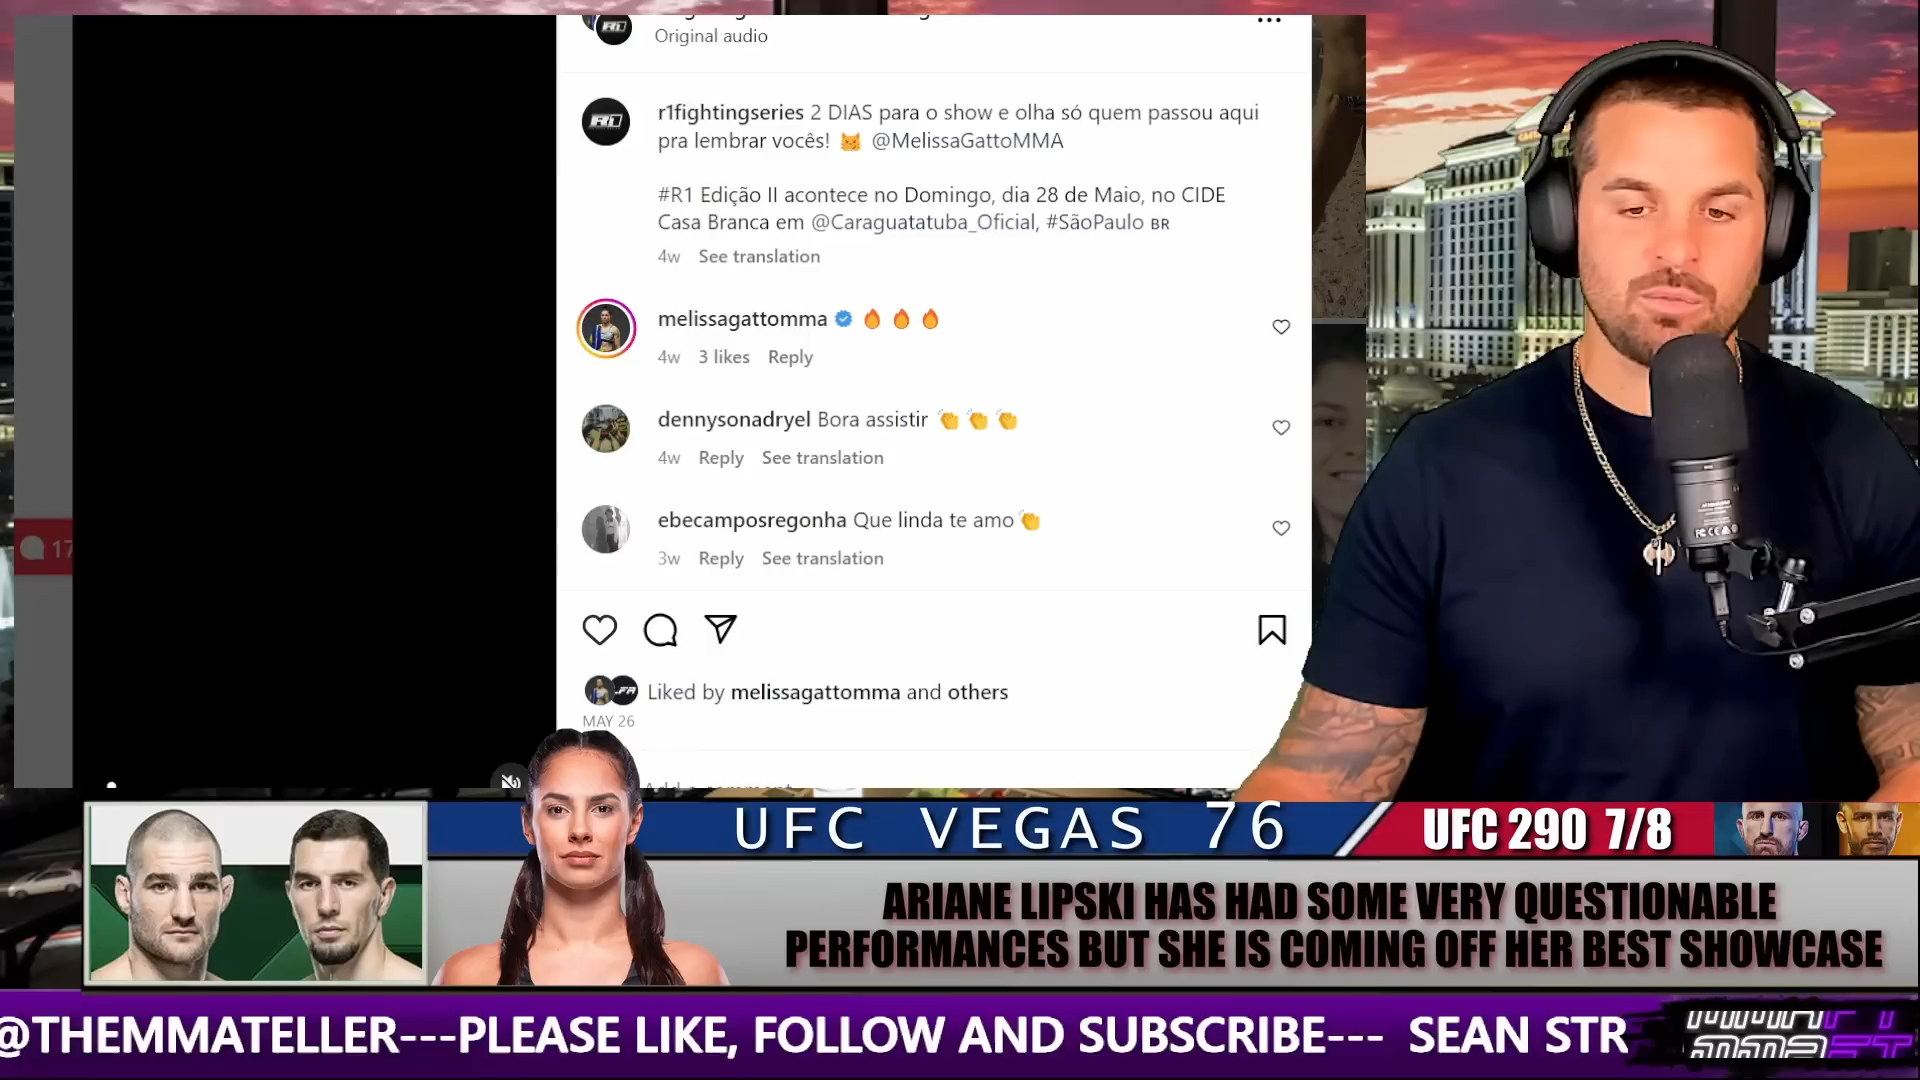 Original audio
r1fightingseries 2 DIAS para o show e olha só quem passou aqui
pra lembrar vocês! 😼 @MelissaGattoMMA
#R1 Edição II acontece no Domingo, dia 28 de Maio, no CIDE
Casa Branca em @Caraguatatuba_Oficial, #SãoPaulo BR
4w See translation
melissagattomma 🔥 🔥 🔥
4w 3 likes Reply
dennysonadryel Bora assistir 👏 👏 👏
4w Reply See translation
ebecamposregonha Que linda te amo 👏
3w Reply See translation
17
Liked by melissagattomma and others
MAY 26
UFC VEGAS 76
UFC 290 7/8
ARIANE LIPSKI HAS HAD SOME VERY QUESTIONABLE
PERFORMANCES BUT SHE IS COMING OFF HER BEST SHOWCASE
@THEMMATELLER---PLEASE LIKE, FOLLOW AND SUBSCRIBE--- SEAN STR